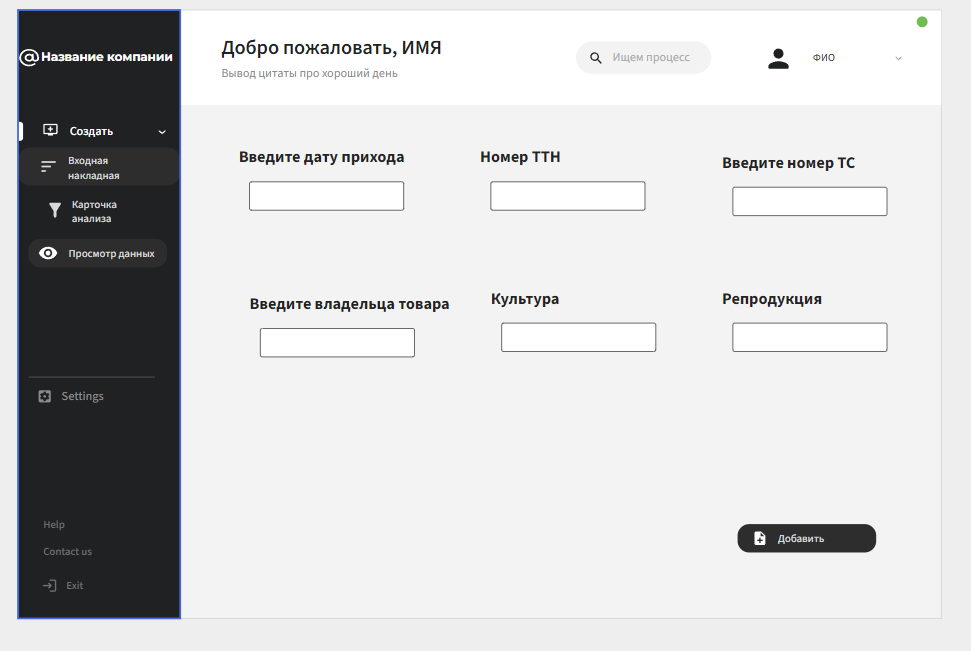 @Название компании
Создать
Входная
накладная
Карточка
анализа
Просмотр данных
Settings
Help
Contact us
Exit
Добро пожаловать, ИМЯ
Вывод цитаты про хороший день
Ищем процесс
ФИО
Введите дату прихода
Номер ТТН
Введите номер ТС
Введите владельца товара
Культура
Репродукция
Добавить